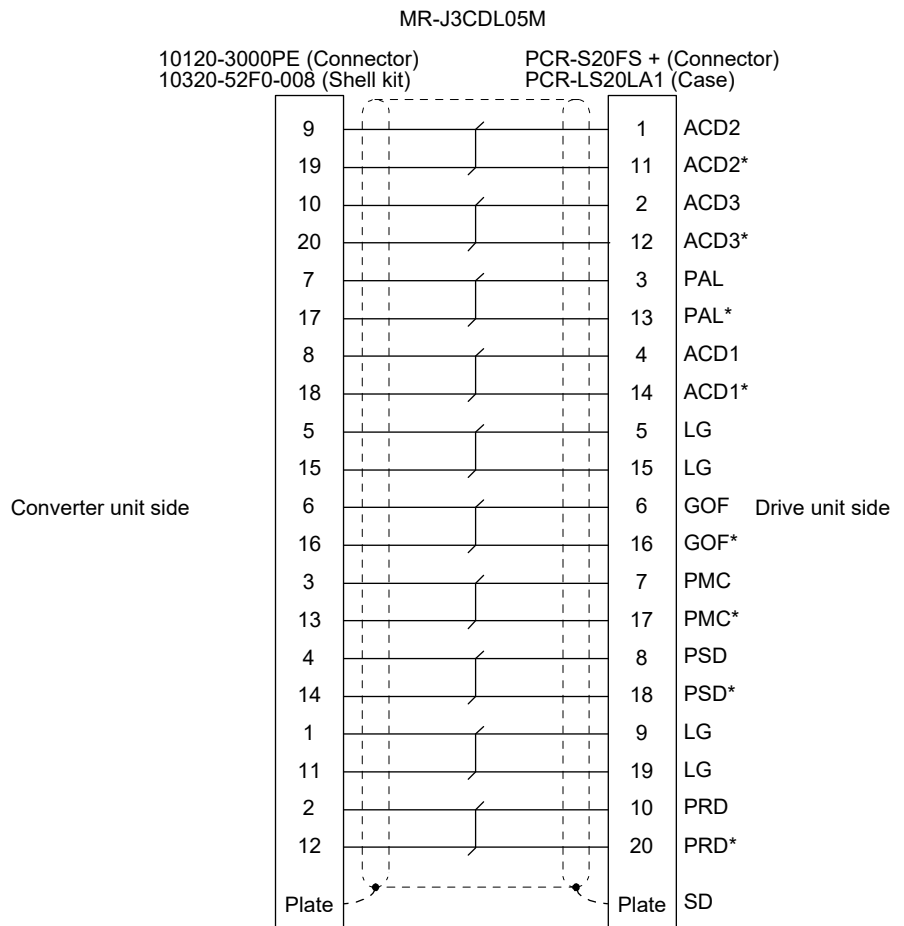 MR-J3CDL05M
10120-3000PE (Connector) PCR-S20FS + (Connector)
10320-52F0-008 (Shell kit) PCR-LS20LA1 (Case)
9 1 ACD2
19 11 ACD2*
10 2 ACD3
20 12 ACD3*
7 3 PAL
17 13 PAL*
8 4 ACD1
18 14 ACD1*
5 5 LG
15 15 LG
Converter unit side 6 6 GOF Drive unit side
16 16 GOF*
3 7 PMC
13 17 PMC*
4 8 PSD
14 18 PSD*
1 9 LG
11 19 LG
2 10 PRD
12 20 PRD*
Plate Plate SD